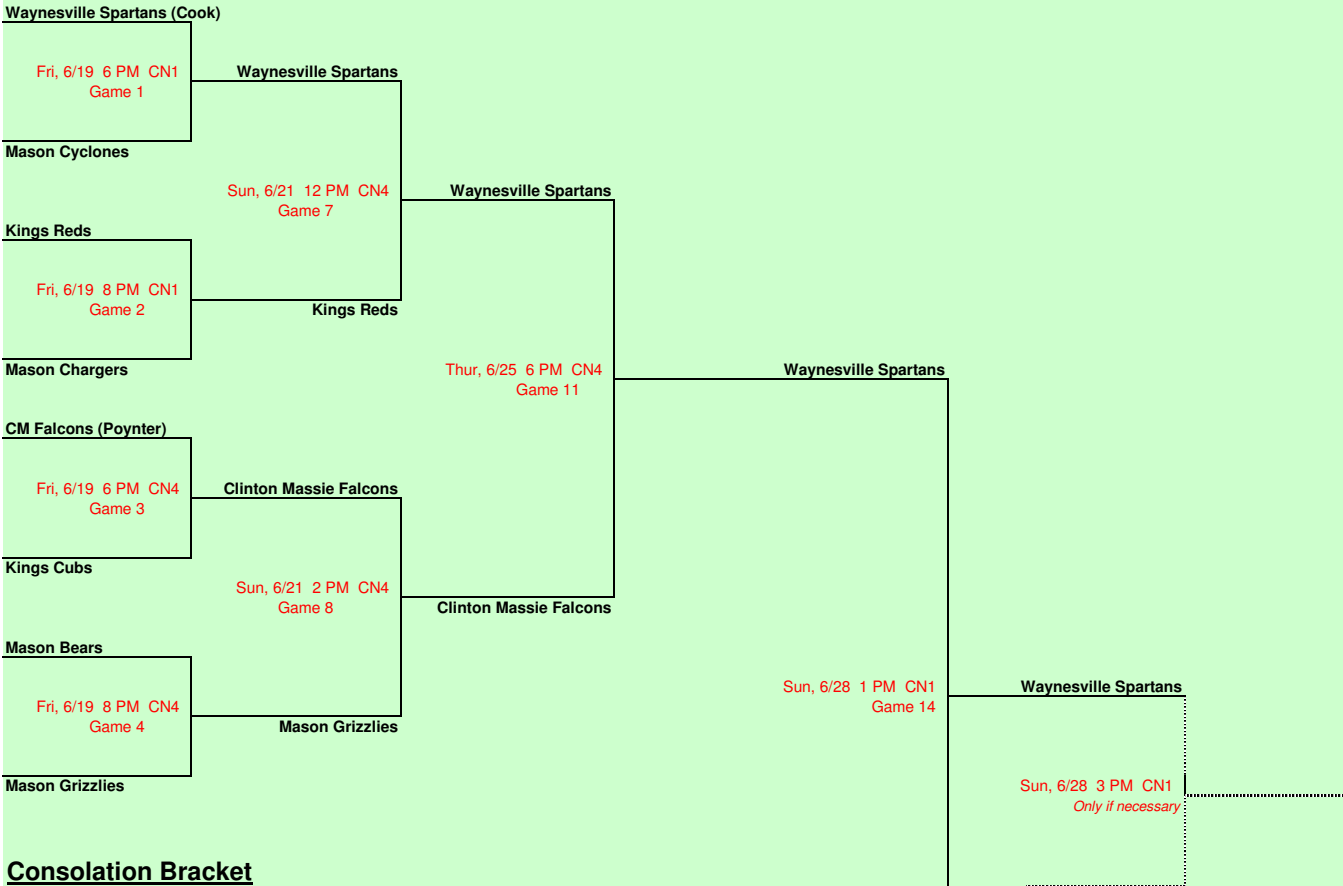 Waynesville Spartans (Cook)
Fri, 6/19 6 PM CN1
Waynesville Spartans
Game 1
Mason Cyclones
Sun, 6/21 12 PM CN4
Waynesville Spartans
Game 7
Kings Reds
Fri, 6/19 8 PM CN1
Game 2
Kings Reds
Mason Chargers
Thur, 6/25 6 PM CN4
Waynesville Spartans
Game 11
CM Falcons (Poynter)
Fri, 6/19 6 PM CN4
Clinton Massie Falcons
Game 3
Kings Cubs
Sun, 6/21 2 PM CN4
Game 8
Clinton Massie Falcons
Mason Bears
Sun, 6/28 1 PM CN1
Waynesville Spartans
Fri, 6/19 8 PM CN4
Game 14
Game 4
Mason Grizzlies
Mason Grizzlies
Sun, 6/28 3 PM CN1
Only if necessary
Consolation Bracket